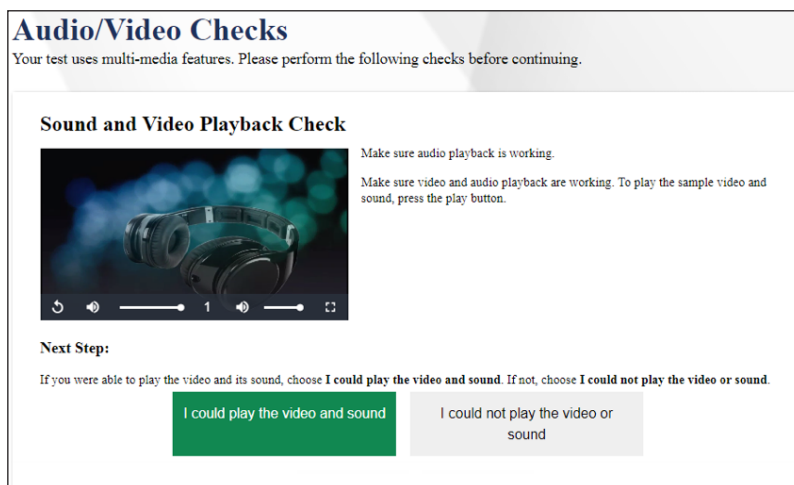 Audio/Video Checks
Your test uses multi-media features. Please perform the following checks before continuing.
Sound and Video Playback Check
Make sure audio playback is working.
Make sure video and audio playback are working. To play the sample video and
sound, press the play button.
1
Next Step:
If you were able to play the video and its sound, choose I could play the video and sound. If not, choose I could not play the video or sound.
I could play the video and sound
I could not play the video or
sound